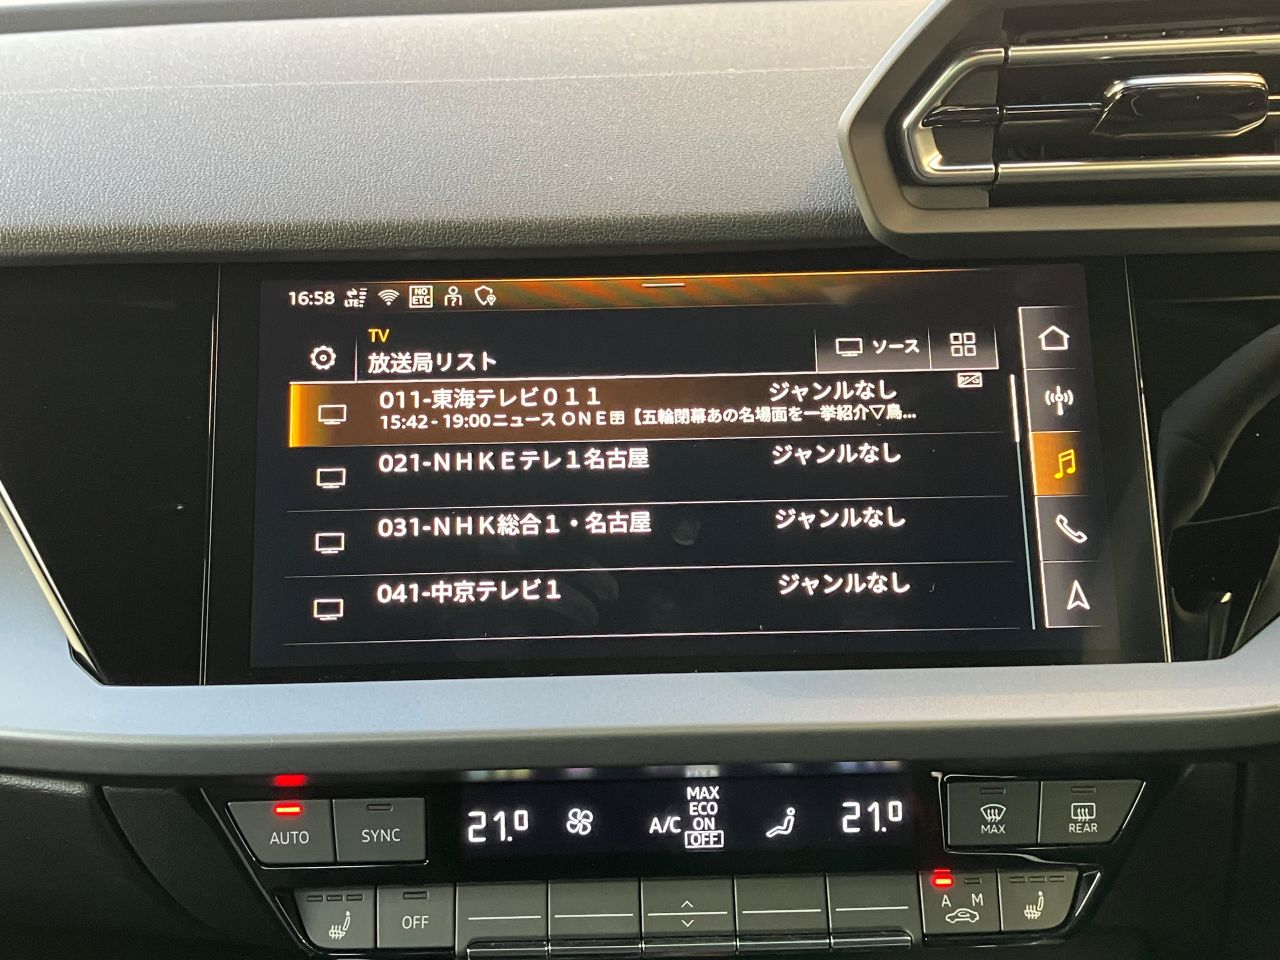 16:58 LTE NO ETC
TV
放送局リスト
ソース
011-東海テレビ０１１ ジャンルなし
15:42 - 19:00ニュース ＯＮＥ🈑【五輪閉幕あの名場面を一挙紹介▽鳥...
021-ＮＨＫＥテレ１名古屋 ジャンルなし
031-ＮＨＫ総合１・名古屋 ジャンルなし
041-中京テレビ１ ジャンルなし
AUTO
SYNC
21.0
A/C
MAX
ECO
ON
OFF
21.0
MAX
REAR
OFF
A M